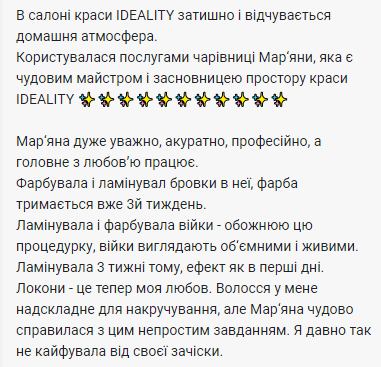 В салоні краси IDEALITY затишно і відчувається
домашня атмосфера.
Користувалася послугами чарівниці Мар‘яни, яка є
чудовим майстром і засновницею простору краси
IDEALITY ✨✨✨✨✨✨✨✨✨✨✨
Мар‘яна дуже уважно, акуратно, професійно, а
головне з любов’ю працює.
Фарбувала і ламінувал бровки в неї, фарба
тримається вже 3й тиждень.
Ламінувала і фарбувала війки - обожнюю цю
процедурку, війки виглядають об‘ємними і живими.
Ламінувала 3 тижні тому, ефект як в перші дні.
Локони - це тепер моя любов. Волосся у мене
надскладне для накручування, але Мар‘яна чудово
справилася з цим непростим завданням. Я давно так
не кайфувала від своєї зачіски.